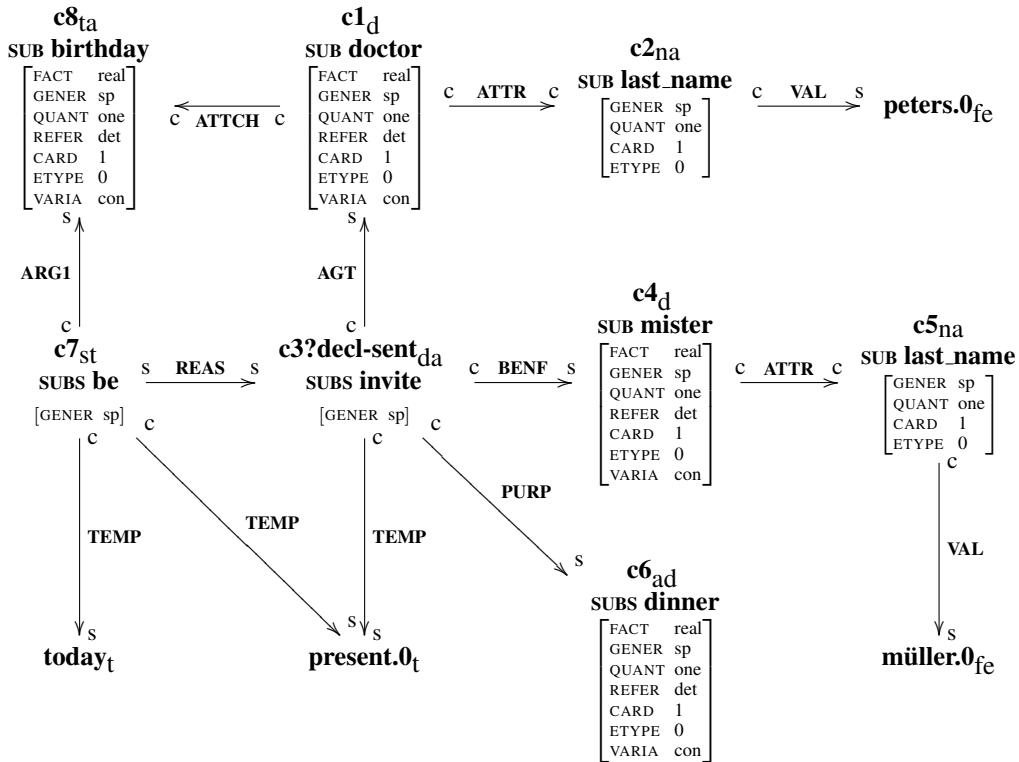 c8ta
SUB birthday
FACT real
GENER sp
QUANT one
REFER det
CARD 1
ETYPE 0
VARIA con
c ATTCH c
c1d
SUB doctor
FACT real
GENER sp
QUANT one
REFER det
CARD 1
ETYPE 0
VARIA con
c ATTR c
c2na
SUB last_name
GENER sp
QUANT one
CARD 1
ETYPE 0
c VAL s
peters.0fe
s
ARG1
c
s
AGT
c
c7st
SUBS be
[GENER sp]
s REAS s
c3?decl-sentda
SUBS invite
[GENER sp]
c BENF s
c4d
SUB mister
FACT real
GENER sp
QUANT one
REFER det
CARD 1
ETYPE 0
VARIA con
c ATTR c
c5na
SUB last_name
GENER sp
QUANT one
CARD 1
ETYPE 0
c
TEMP
s
c
TEMP
s
c
TEMP
s
c
PURP
s
c
VAL
s
todayt
present.0t
c6ad
SUBS dinner
FACT real
GENER sp
QUANT one
REFER det
CARD 1
ETYPE 0
VARIA con
müller.0fe